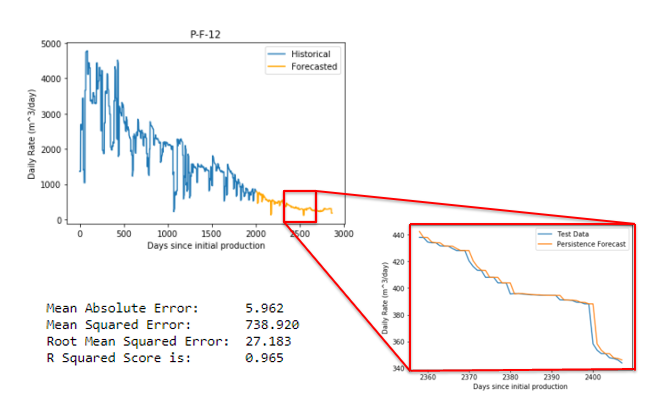 P-F-12
Historical
Forecasted
Daily Rate (m^3/day)
5000
4000
3000
2000
1000
0
0 500 1000 1500 2000 2500 3000
Days since initial production
Test Data
Persistence Forecast
Daily Rate (m^3/day)
440
420
400
380
360
340
2360 2370 2380 2390 2400
Days since initial production
Mean Absolute Error: 5.962
Mean Squared Error: 738.920
Root Mean Squared Error: 27.183
R Squared Score is: 0.965